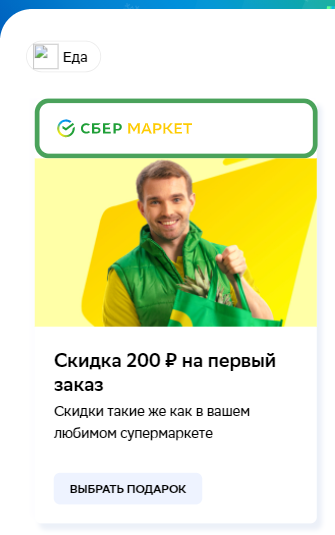 Еда
СБЕР МАРКЕТ
Скидка 200 ₽ на первый
заказ
Скидки такие же как в вашем
любимом супермаркете
ВЫБРАТЬ ПОДАРОК